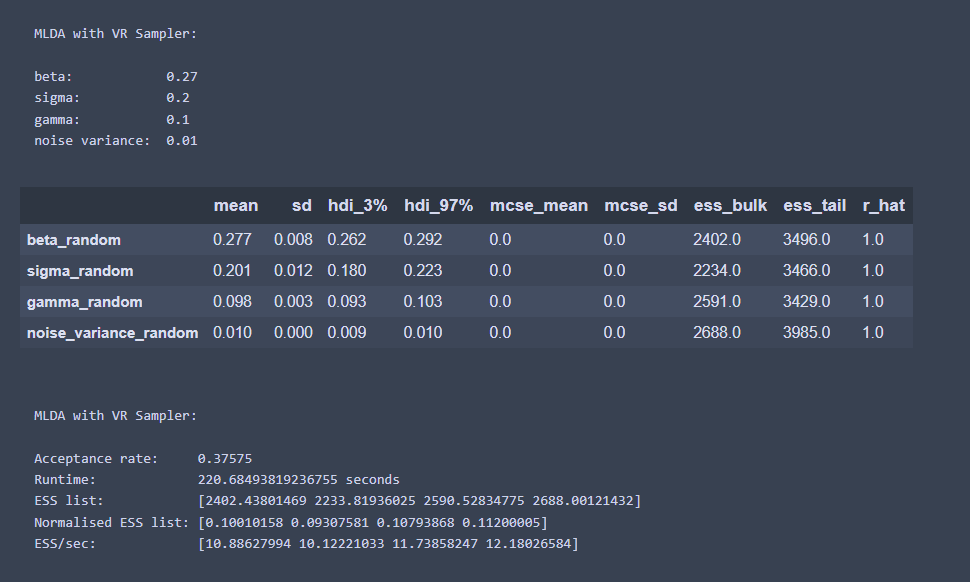 MLDA with VR Sampler:
beta: 0.27
sigma: 0.2
gamma: 0.1
noise variance: 0.01
mean sd hdi_3% hdi_97% mcse_mean mcse_sd ess_bulk ess_tail r_hat
beta_random 0.277 0.008 0.262 0.292 0.0 0.0 2402.0 3496.0 1.0
sigma_random 0.201 0.012 0.180 0.223 0.0 0.0 2234.0 3466.0 1.0
gamma_random 0.098 0.003 0.093 0.103 0.0 0.0 2591.0 3429.0 1.0
noise_variance_random 0.010 0.000 0.009 0.010 0.0 0.0 2688.0 3985.0 1.0
MLDA with VR Sampler:
Acceptance rate: 0.37575
Runtime: 220.68493819236755 seconds
ESS list: [2402.43801469 2233.81936025 2590.52834775 2688.00121432]
Normalised ESS list: [0.10010158 0.09307581 0.10793868 0.11200005]
ESS/sec: [10.88627994 10.12221033 11.73858247 12.18026584]